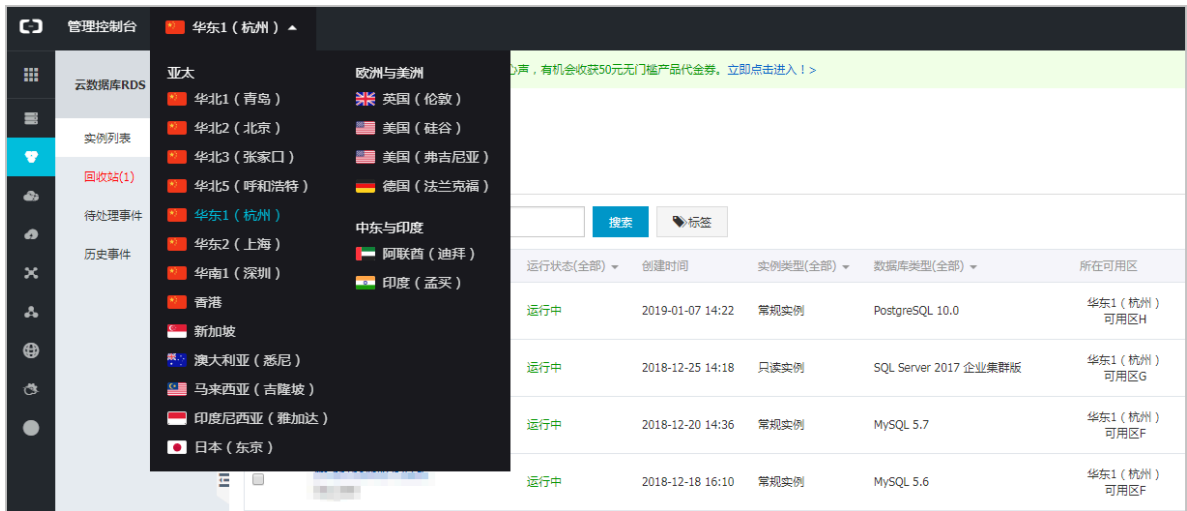 管理控制台
华东1（杭州）
云数据库RDS
实例列表
回收站(1)
待处理事件
历史事件
亚太
华北1（青岛）
华北2（北京）
华北3（张家口）
华北5（呼和浩特）
华东1（杭州）
华东2（上海）
华南1（深圳）
香港
新加坡
澳大利亚（悉尼）
马来西亚（吉隆坡）
印度尼西亚（雅加达）
日本（东京）
欧洲与美洲
英国（伦敦）
美国（硅谷）
美国（弗吉尼亚）
德国（法兰克福）
中东与印度
阿联酋（迪拜）
印度（孟买）
心声，有机会收获50元无门槛产品代金券。立即点击进入！>
搜索 标签
运行状态(全部) 创建时间 实例类型(全部) 数据库类型(全部) 所在可用区
运行中 2019-01-07 14:22 常规实例 PostgreSQL 10.0 华东1（杭州）
可用区H
运行中 2018-12-25 14:18 只读实例 SQL Server 2017 企业集群版 华东1（杭州）
可用区G
运行中 2018-12-20 14:36 常规实例 MySQL 5.7 华东1（杭州）
可用区F
运行中 2018-12-18 16:10 常规实例 MySQL 5.6 华东1（杭州）
可用区F